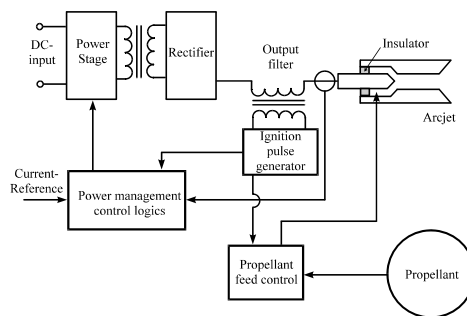 DC-
input
Power
Stage
Rectifier
Output
filter
Insulator
Arcjet
Ignition
pulse
generator
Current-
Reference
Power management
control logics
Propellant
feed control
Propellant